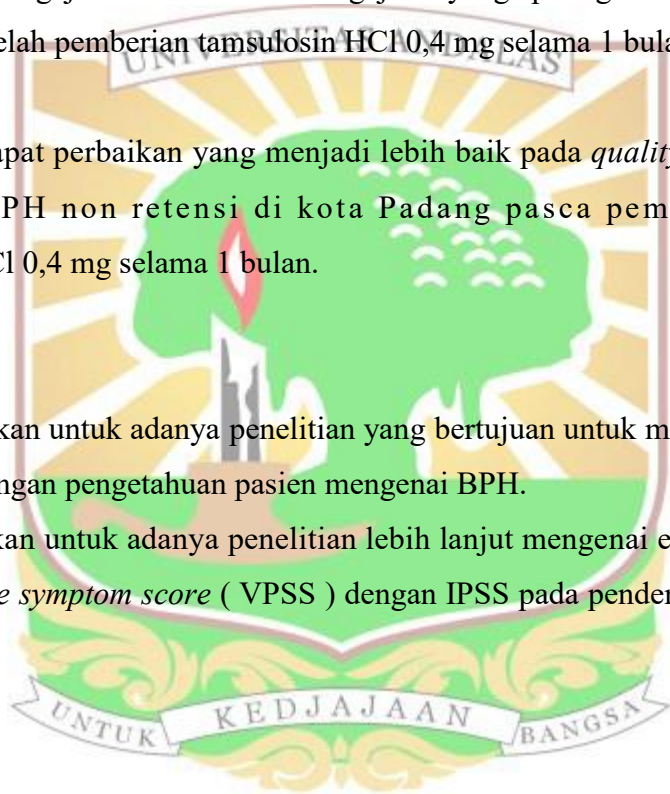 telah pemberian tamsulosin HCl 0,4 mg selama 1 bula
UNIVERSITAS ANDALAS
apat perbaikan yang menjadi lebih baik pada quality
PH non retensi di kota Padang pasca pem
Cl 0,4 mg selama 1 bulan.
kan untuk adanya penelitian yang bertujuan untuk m
ngan pengetahuan pasien mengenai BPH.
kan untuk adanya penelitian lebih lanjut mengenai e
e symptom score ( VPSS ) dengan IPSS pada pender
UNTUK KEDJAJAAN BANGSA